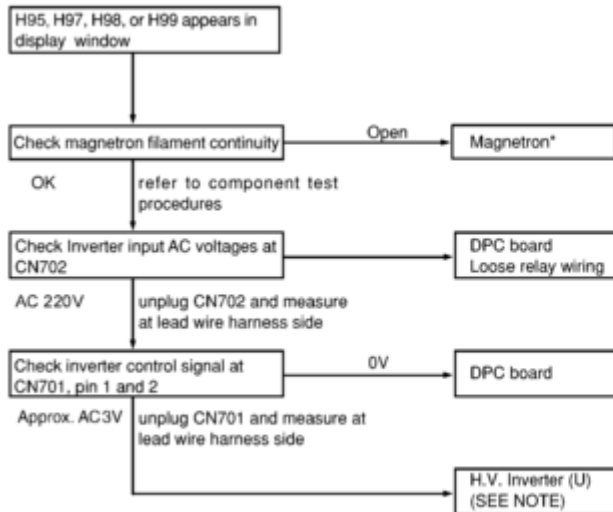 H95, H97, H98, or H99 appears in
display window
Check magnetron filament continuity
Open
Magnetron*
OK
refer to component test
procedures
Check Inverter input AC voltages at
CN702
DPC board
Loose relay wiring
AC 220V
unplug CN702 and measure
at lead wire harness side
Check inverter control signal at
CN701, pin 1 and 2
0V
DPC board
Approx. AC3V
unplug CN701 and measure at
lead wire harness side
H.V. Inverter (U)
(SEE NOTE)